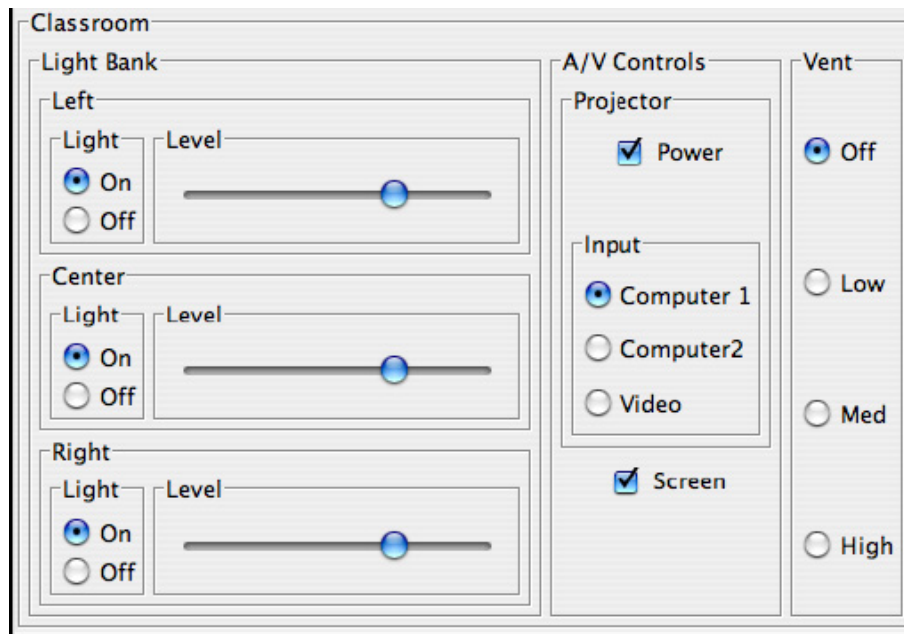 Classroom
Light Bank
Left
Light
On
Off
Level
Center
Light
On
Off
Level
Right
Light
On
Off
Level
A/V Controls
Projector
Power
Input
Computer 1
Computer2
Video
Screen
Vent
Off
Low
Med
High